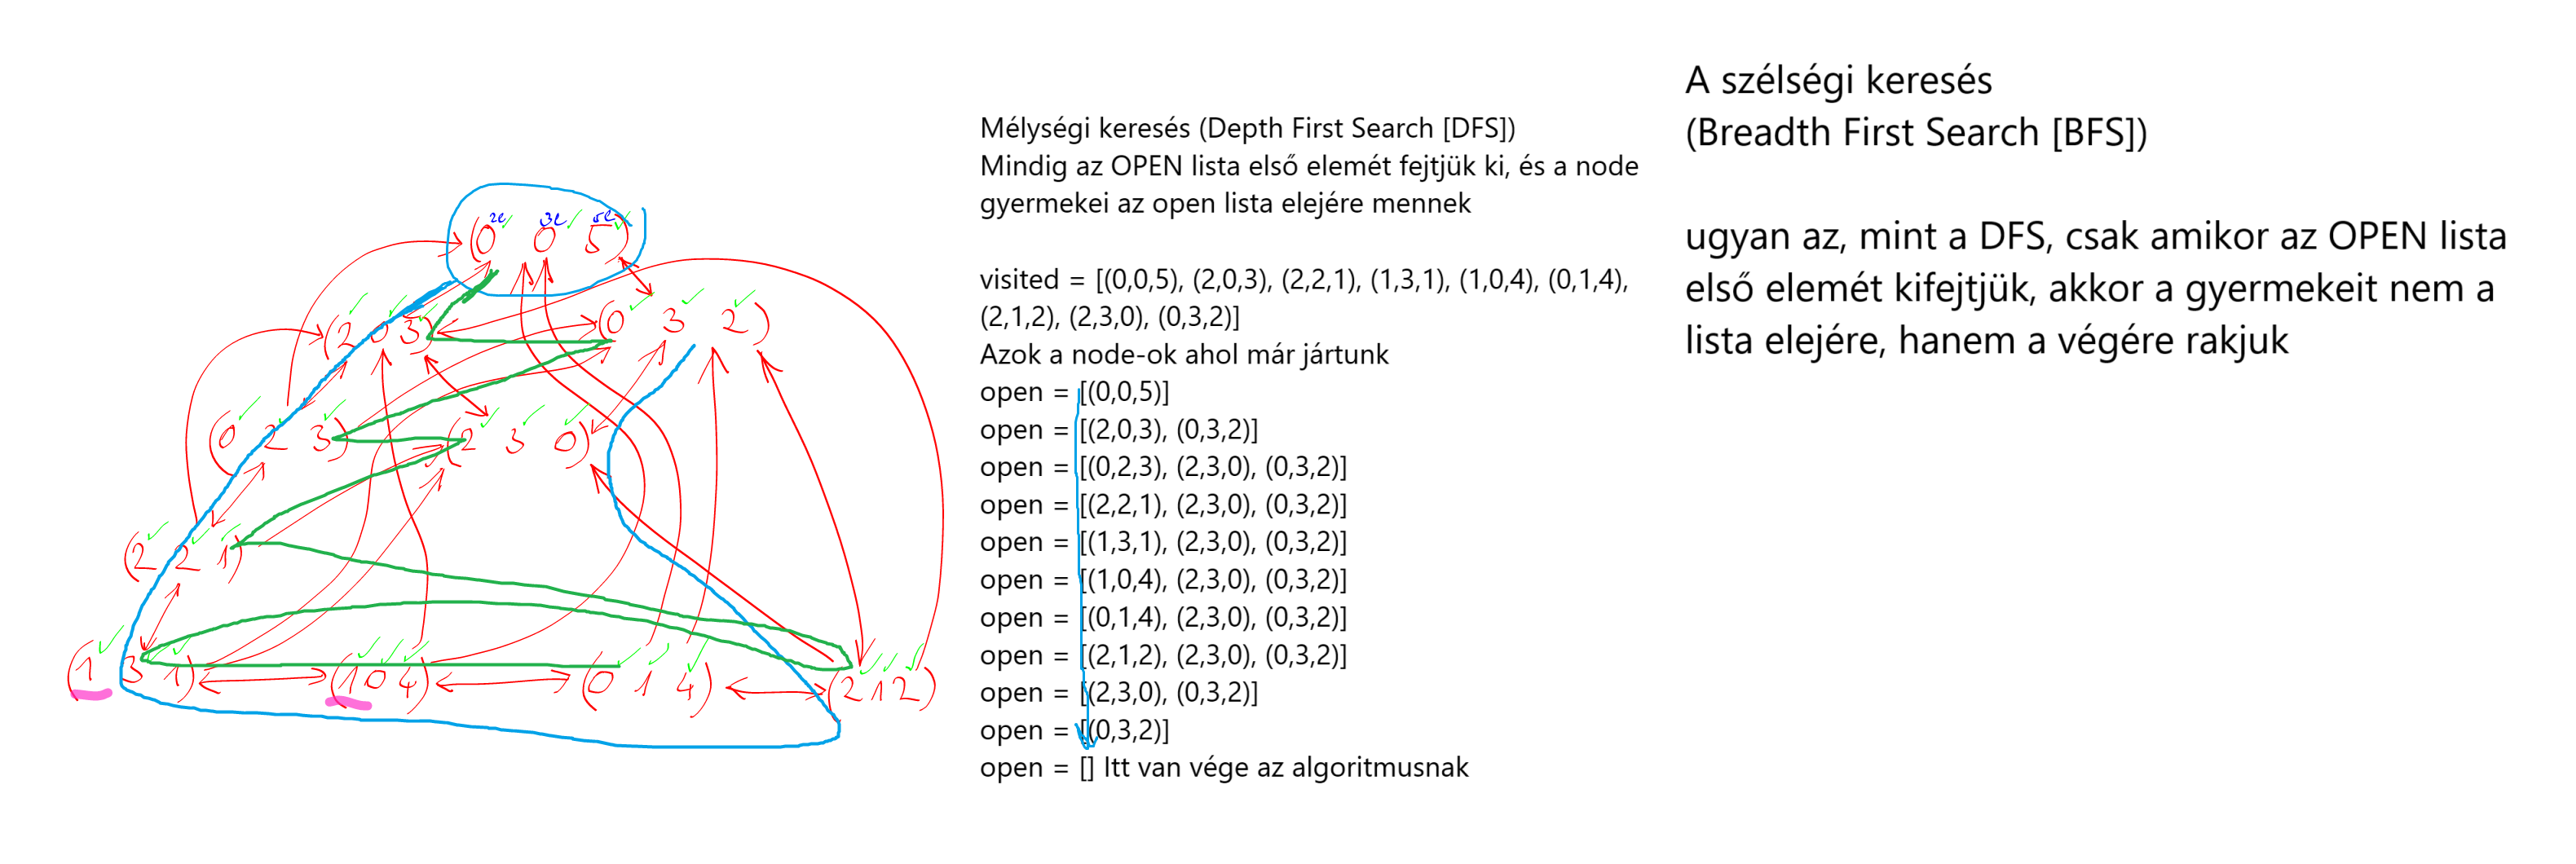 (0 2l 0 3l 5 5l)
(2 0 3) (0 3 2)
(0 2 3) (2 3 0)
(2 2 1)
(1 3 1) (1 0 4) (0 1 4) (2 1 2)
Mélységi keresés (Depth First Search [DFS])
Mindig az OPEN lista első elemét fejtjük ki, és a node
gyermekei az open lista elejére mennek
visited = [(0,0,5), (2,0,3), (2,2,1), (1,3,1), (1,0,4), (0,1,4),
(2,1,2), (2,3,0), (0,3,2)]
Azok a node-ok ahol már jártunk
open = [(0,0,5)]
open = [(2,0,3), (0,3,2)]
open = [(0,2,3), (2,3,0), (0,3,2)]
open = [(2,2,1), (2,3,0), (0,3,2)]
open = [(1,3,1), (2,3,0), (0,3,2)]
open = [(1,0,4), (2,3,0), (0,3,2)]
open = [(0,1,4), (2,3,0), (0,3,2)]
open = [(2,1,2), (2,3,0), (0,3,2)]
open = [(2,3,0), (0,3,2)]
open = [(0,3,2)]
open = [] Itt van vége az algoritmusnak
A szélségi keresés
(Breadth First Search [BFS])
ugyan az, mint a DFS, csak amikor az OPEN lista
első elemét kifejtjük, akkor a gyermekeit nem a
lista elejére, hanem a végére rakjuk